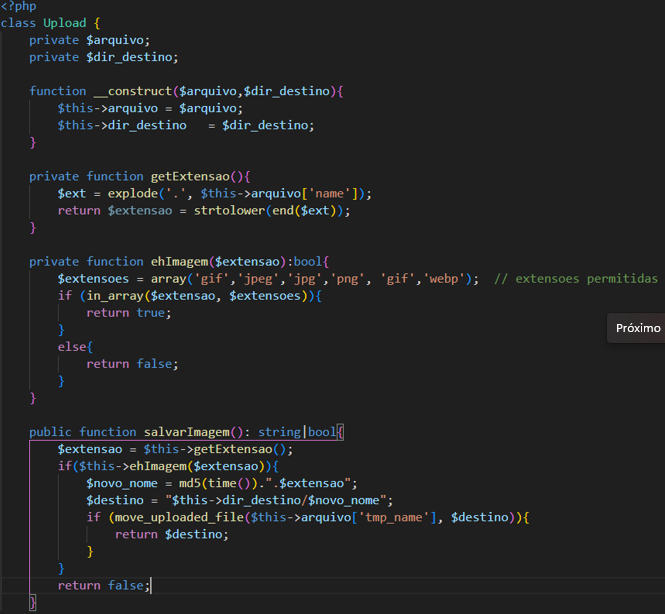 <?php
class Upload {
    private $arquivo;
    private $dir_destino;

    function __construct($arquivo,$dir_destino){
        $this->arquivo = $arquivo;
        $this->dir_destino   = $dir_destino;
    }

    private function getExtensao(){
        $ext = explode('.', $this->arquivo['name']);
        return $extensao = strtolower(end($ext));
    }

    private function ehImagem($extensao):bool{
        $extensoes = array('gif','jpeg','jpg','png', 'gif','webp');  // extensoes permitidas
        if (in_array($extensao, $extensoes)){
            return true;
Próximo
        }
        else{
            return false;
        }
    }

    public function salvarImagem(): string|bool{
        $extensao = $this->getExtensao();
        if($this->ehImagem($extensao)){
            $novo_nome = md5(time()).".$extensao";
            $destino = "$this->dir_destino/$novo_nome";
            if (move_uploaded_file($this->arquivo['tmp_name'], $destino)){
                return $destino;
            }
        }
        return false;
    }